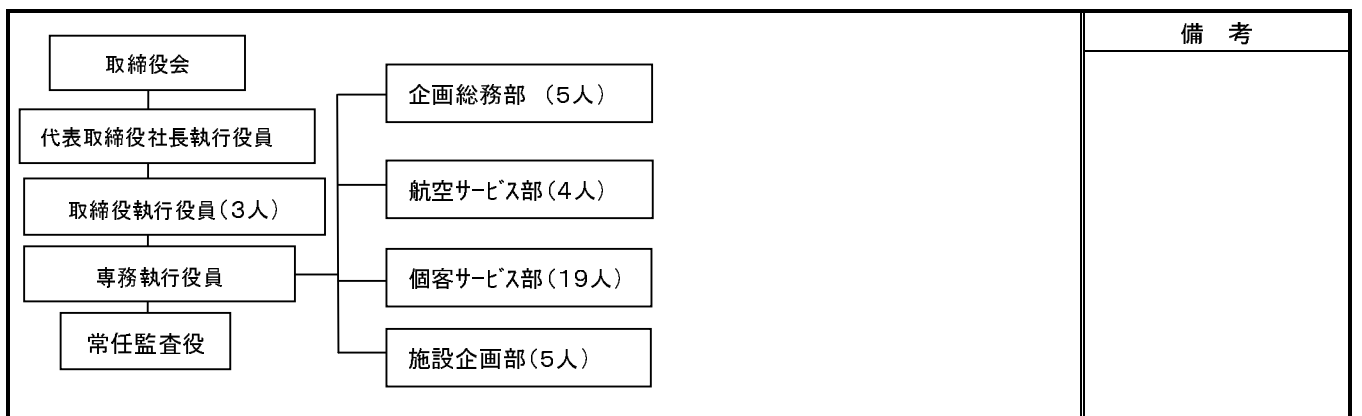 備 考
取締役会
代表取締役社長執行役員
取締役執行役員(3人)
専務執行役員
常任監査役
企画総務部 (5人)
航空サービス部(4人)
個客サービス部(19人)
施設企画部(5人)